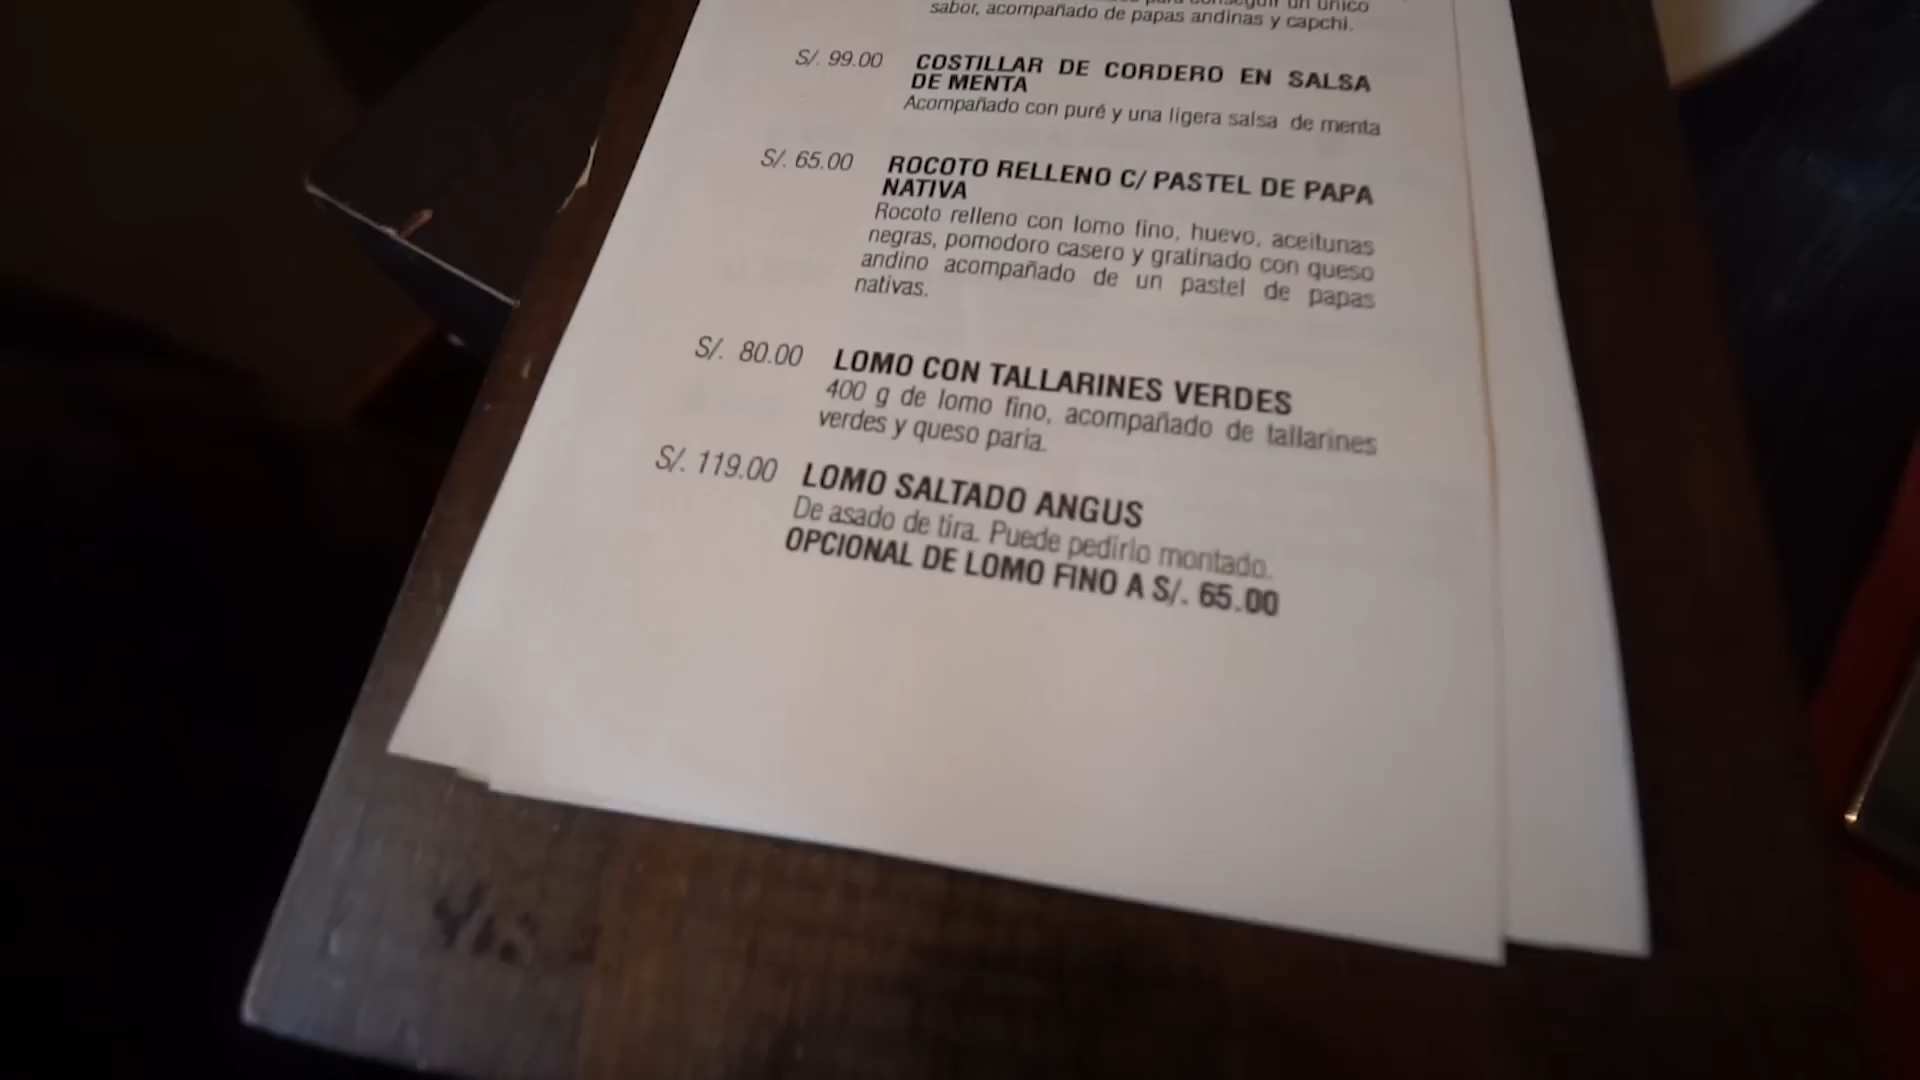 conseguir un único
sabor, acompañado de papas andinas y capchi.
S/. 99.00 COSTILLAR DE CORDERO EN SALSA
DE MENTA
Acompañado con puré y una ligera salsa de menta
S/. 65.00 ROCOTO RELLENO C/ PASTEL DE PAPA
NATIVA
Rocoto relleno con lomo fino, huevo, aceitunas
negras, pomodoro casero y gratinado con queso
andino acompañado de un pastel de papas
nativas.
S/. 80.00 LOMO CON TALLARINES VERDES
400 g de lomo fino, acompañado de tallarines
verdes y queso paria.
S/. 119.00 LOMO SALTADO ANGUS
De asado de tira. Puede pedirlo montado.
OPCIONAL DE LOMO FINO A S/. 65.00